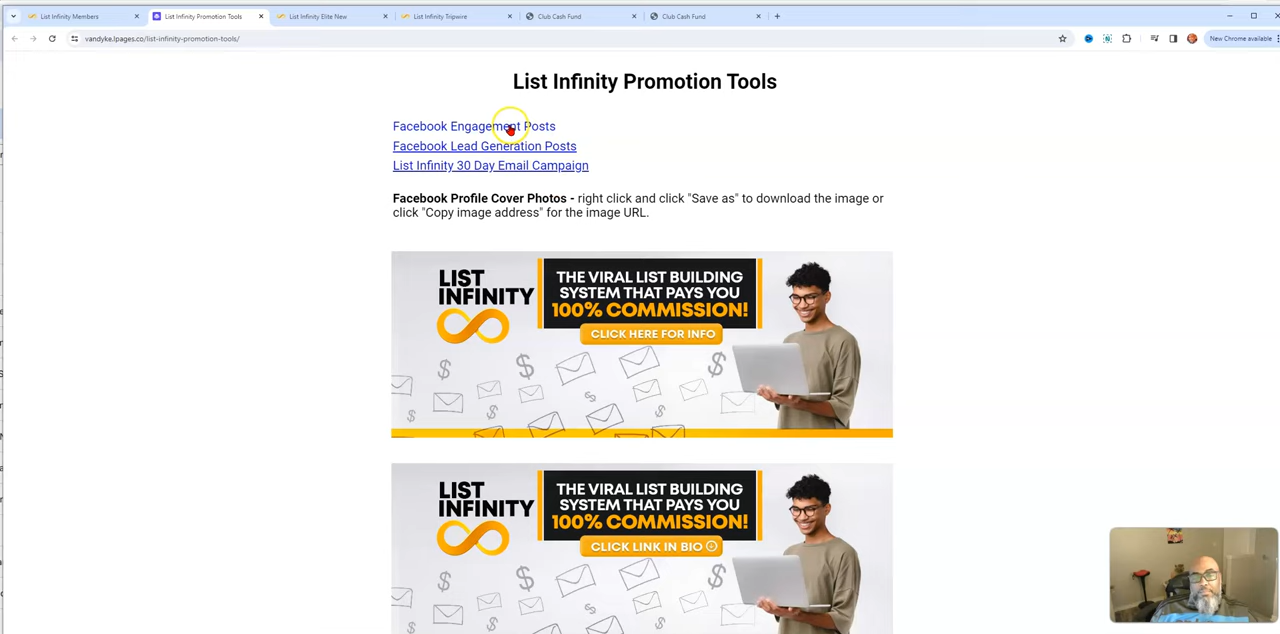 List Infinity Members
List Infinity Promotion Tools
List Infinity Elite New
List Infinity Tripwire
Club Cash Fund
Club Cash Fund
vandyke.lpages.co/list-infinity-promotion-tools/
New Chrome available
List Infinity Promotion Tools
Facebook Engagement Posts
Facebook Lead Generation Posts
List Infinity 30 Day Email Campaign
Facebook Profile Cover Photos - right click and click "Save as" to download the image or
click "Copy image address" for the image URL.
LIST
INFINITY
THE VIRAL LIST BUILDING
SYSTEM THAT PAYS YOU
100% COMMISSION!
CLICK HERE FOR INFO
LIST
INFINITY
THE VIRAL LIST BUILDING
SYSTEM THAT PAYS YOU
100% COMMISSION!
CLICK LINK IN BIO